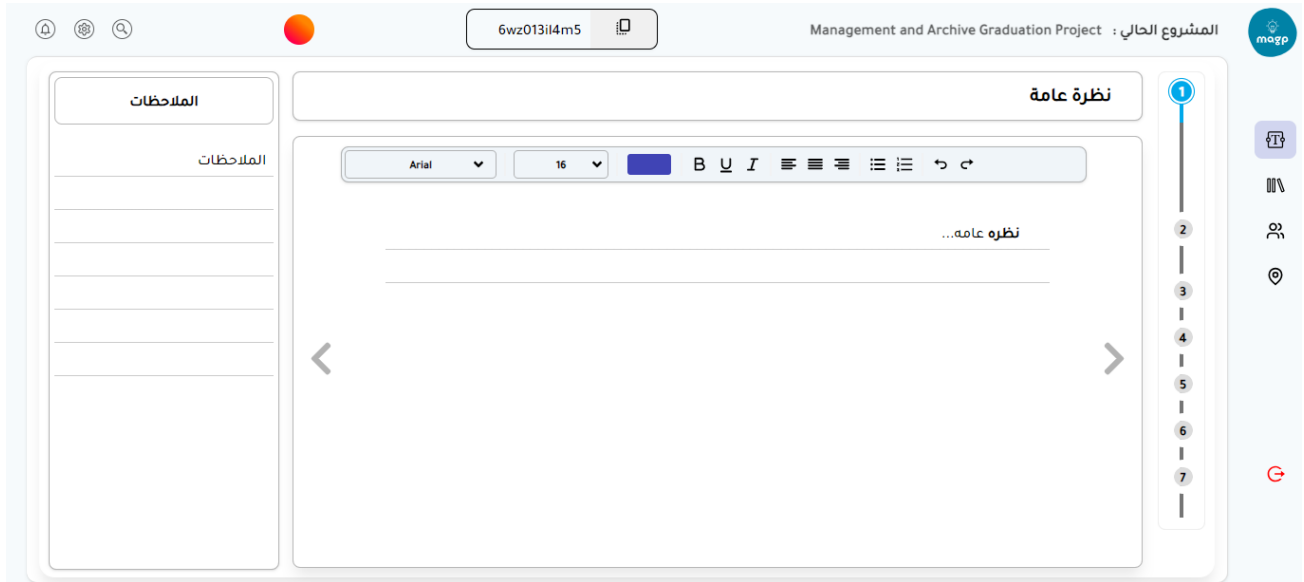 magp
المشروع الحالي : Management and Archive Graduation Project
6wz013il4m5
نظرة عامة
Arial
16
B U I
نظره عامه...
1
2
3
4
5
6
7
الملاحظات
الملاحظات